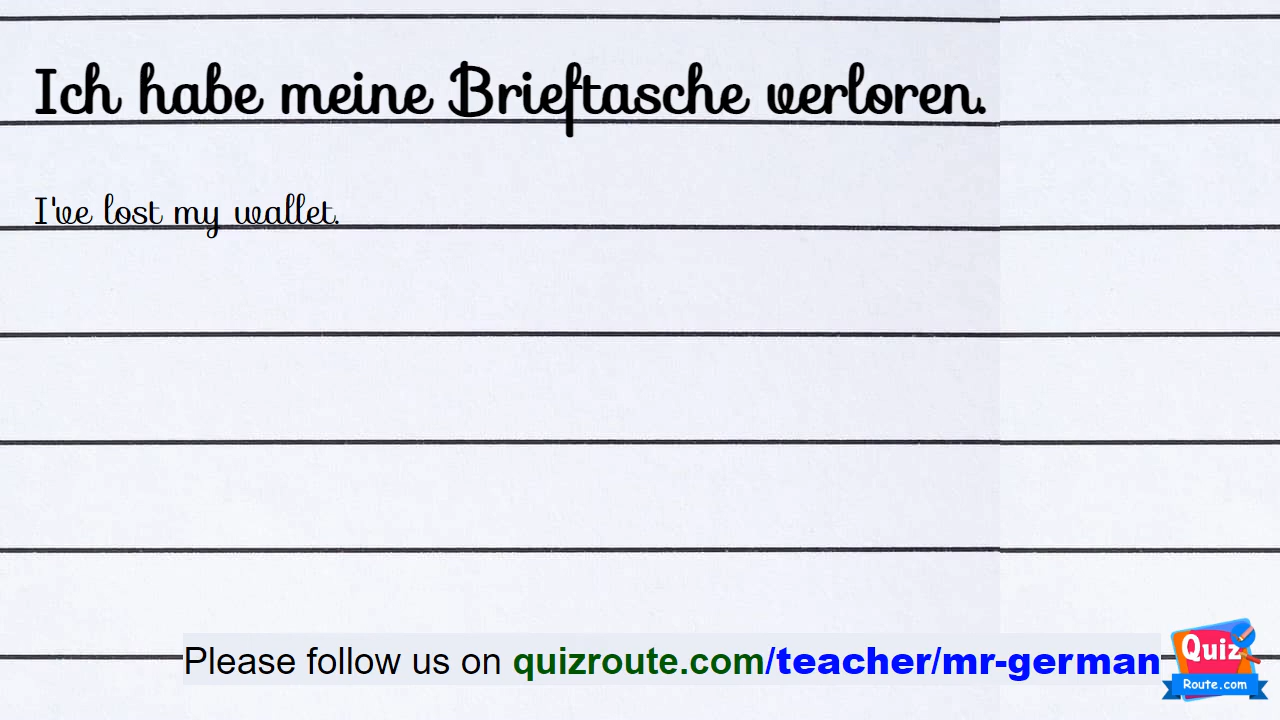 Ich habe meine Brieftasche verloren.
I've lost my wallet.
Please follow us on quizroute.com/teacher/mr-german
Quiz
Route.com